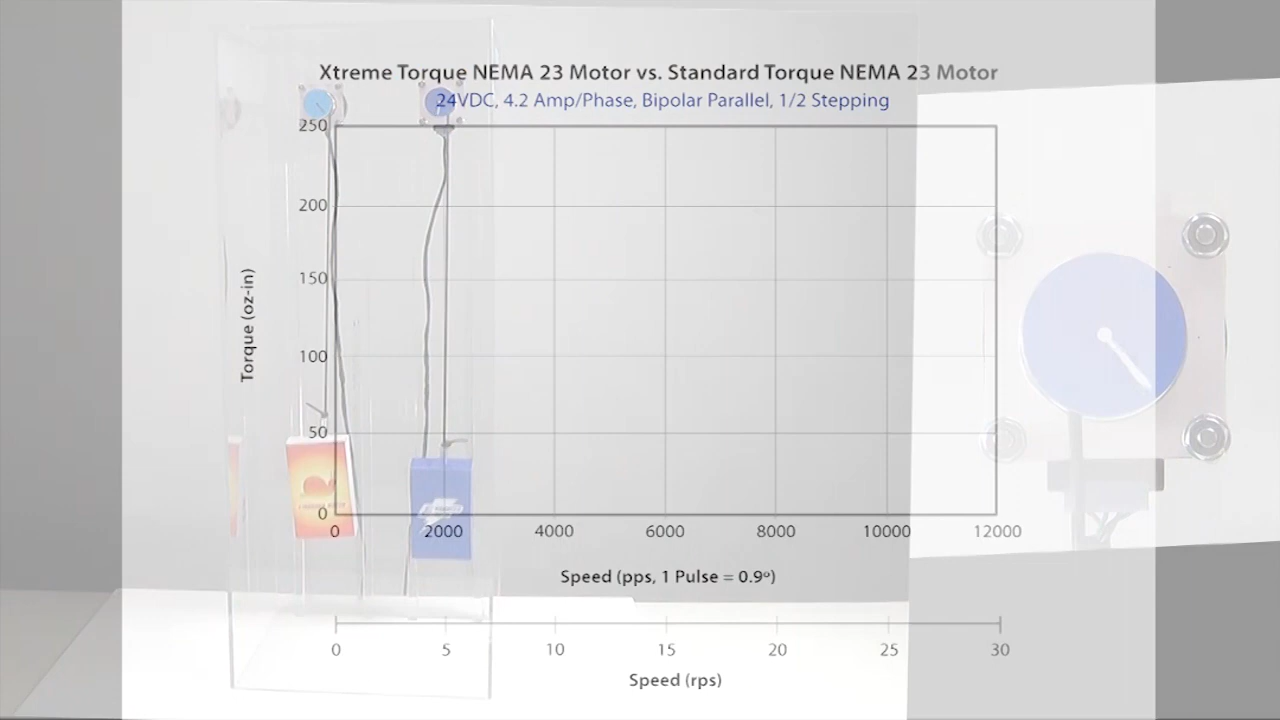 Xtreme Torque NEMA 23 Motor vs. Standard Torque NEMA 23 Motor
24VDC, 4.2 Amp/Phase, Bipolar Parallel, 1/2 Stepping
250
200
150
100
50
0
Torque (oz-in)
0 2000 4000 6000 8000 10000 12000
Speed (pps, 1 Pulse = 0.9º)
0 5 10 15 20 25 30
Speed (rps)